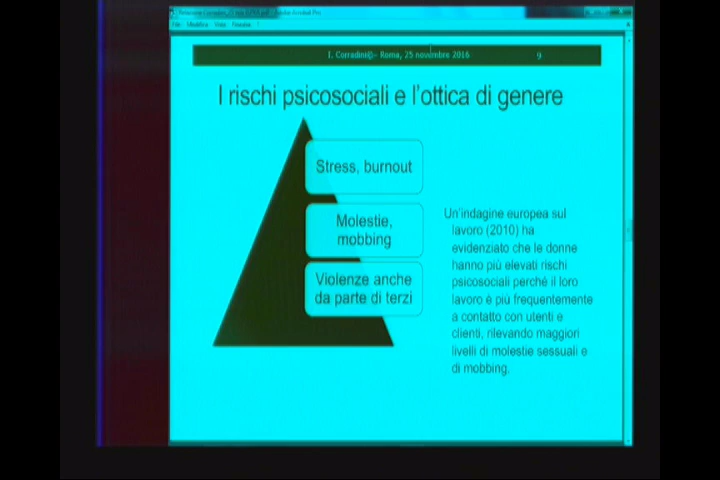 I. Corradini©– Roma, 25 novembre 2016 9
I rischi psicosociali e l'ottica di genere
Stress, burnout
Molestie,
mobbing
Violenze anche
da parte di terzi
Un'indagine europea sul
lavoro (2010) ha
evidenziato che le donne
hanno più elevati rischi
psicosociali perché il loro
lavoro è più frequentemente
a contatto con utenti e
clienti, rilevando maggiori
livelli di molestie sessuali e
di mobbing.